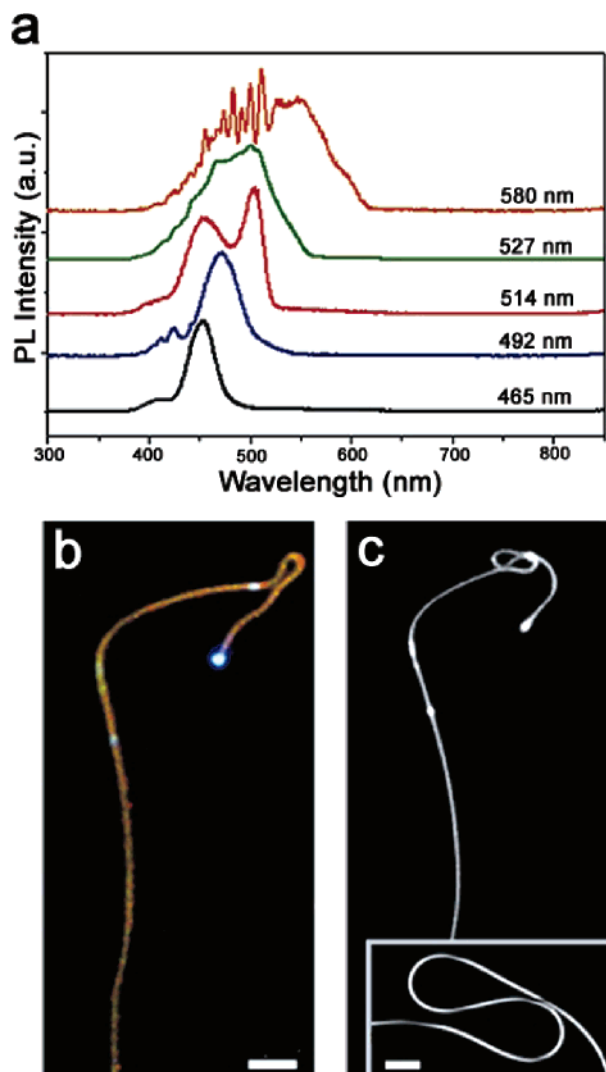 a
PL Intensity (a.u.)
580 nm
527 nm
514 nm
492 nm
465 nm
300 400 500 600 700 800
Wavelength (nm)
b
c